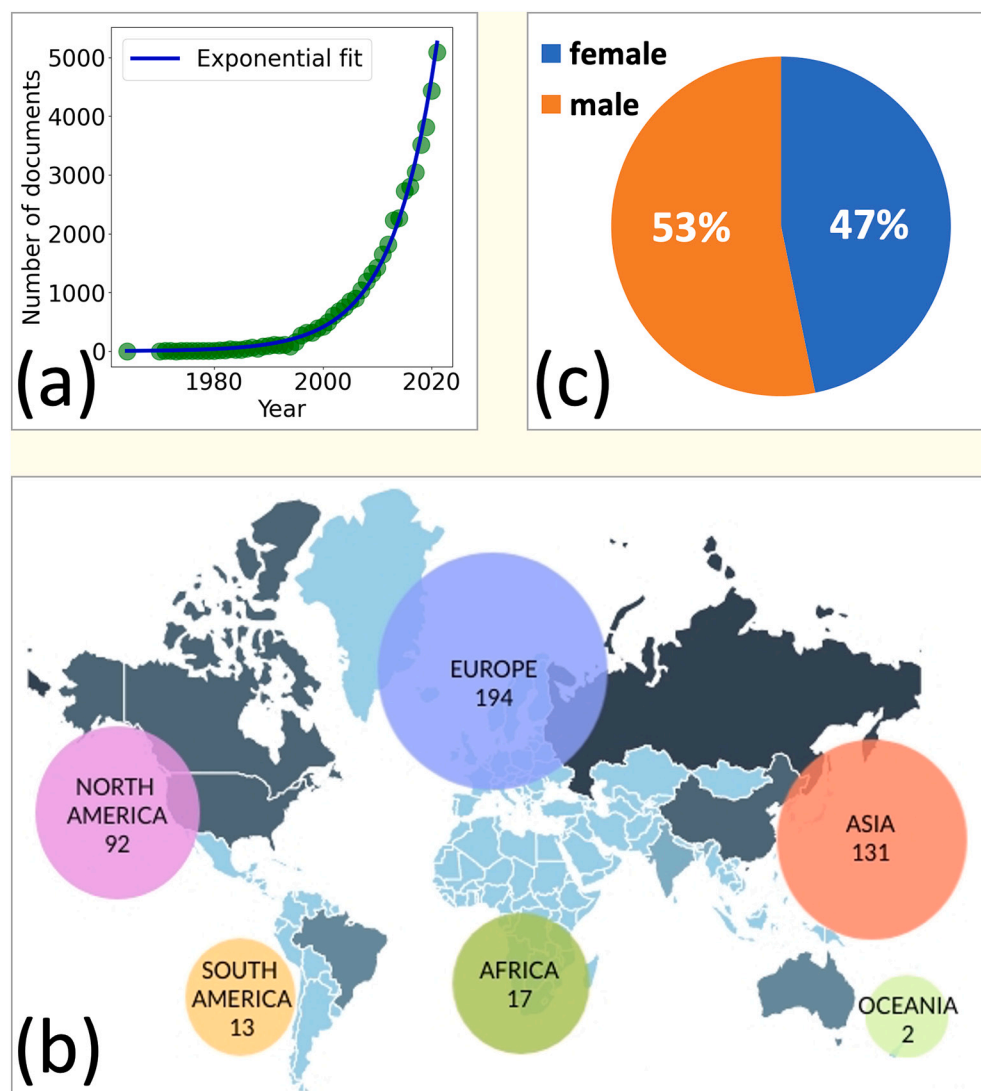 5000
4000
3000
2000
1000
0
Number of documents
Exponential fit
1980 2000 2020
Year
(a)
female
male
53% 47%
(c)
EUROPE
194
NORTH
AMERICA
92
ASIA
131
SOUTH
AMERICA
13
AFRICA
17
OCEANIA
2
(b)